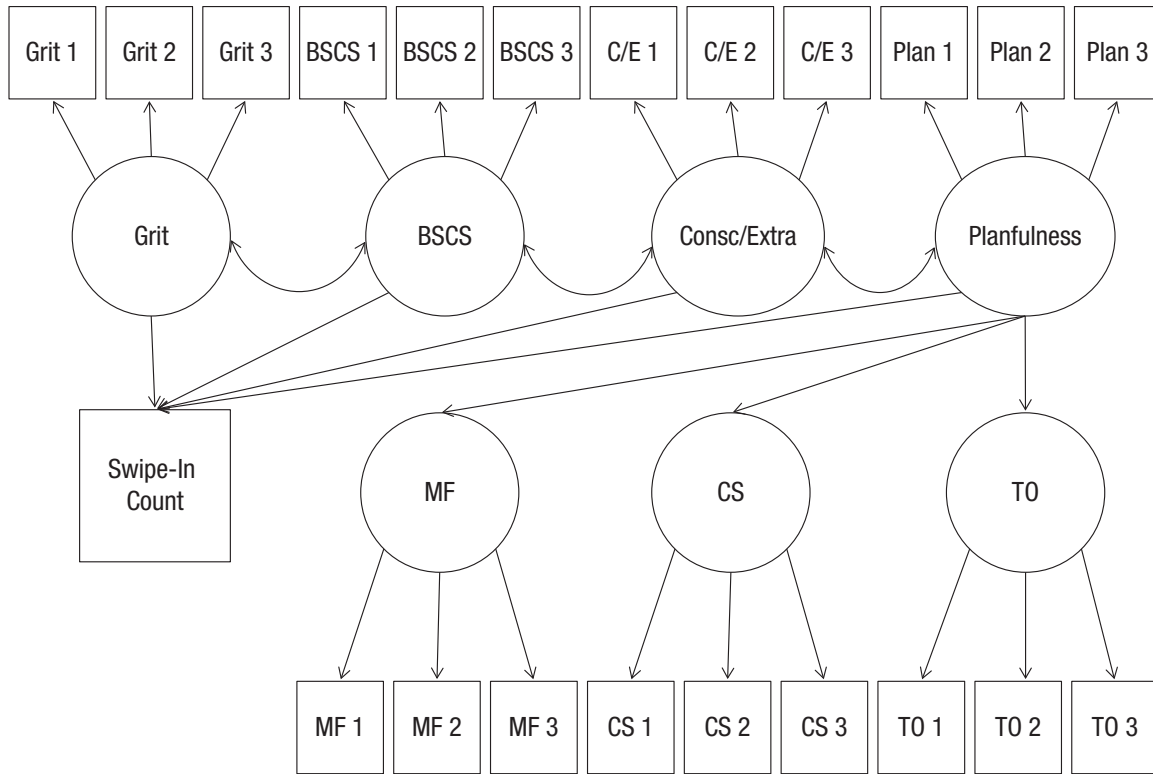 Grit 1
Grit 2
Grit 3
BSCS 1
BSCS 2
BSCS 3
C/E 1
C/E 2
C/E 3
Plan 1
Plan 2
Plan 3
Grit
BSCS
Consc/Extra
Planfulness
Swipe-In
Count
MF
CS
TO
MF 1
MF 2
MF 3
CS 1
CS 2
CS 3
TO 1
TO 2
TO 3